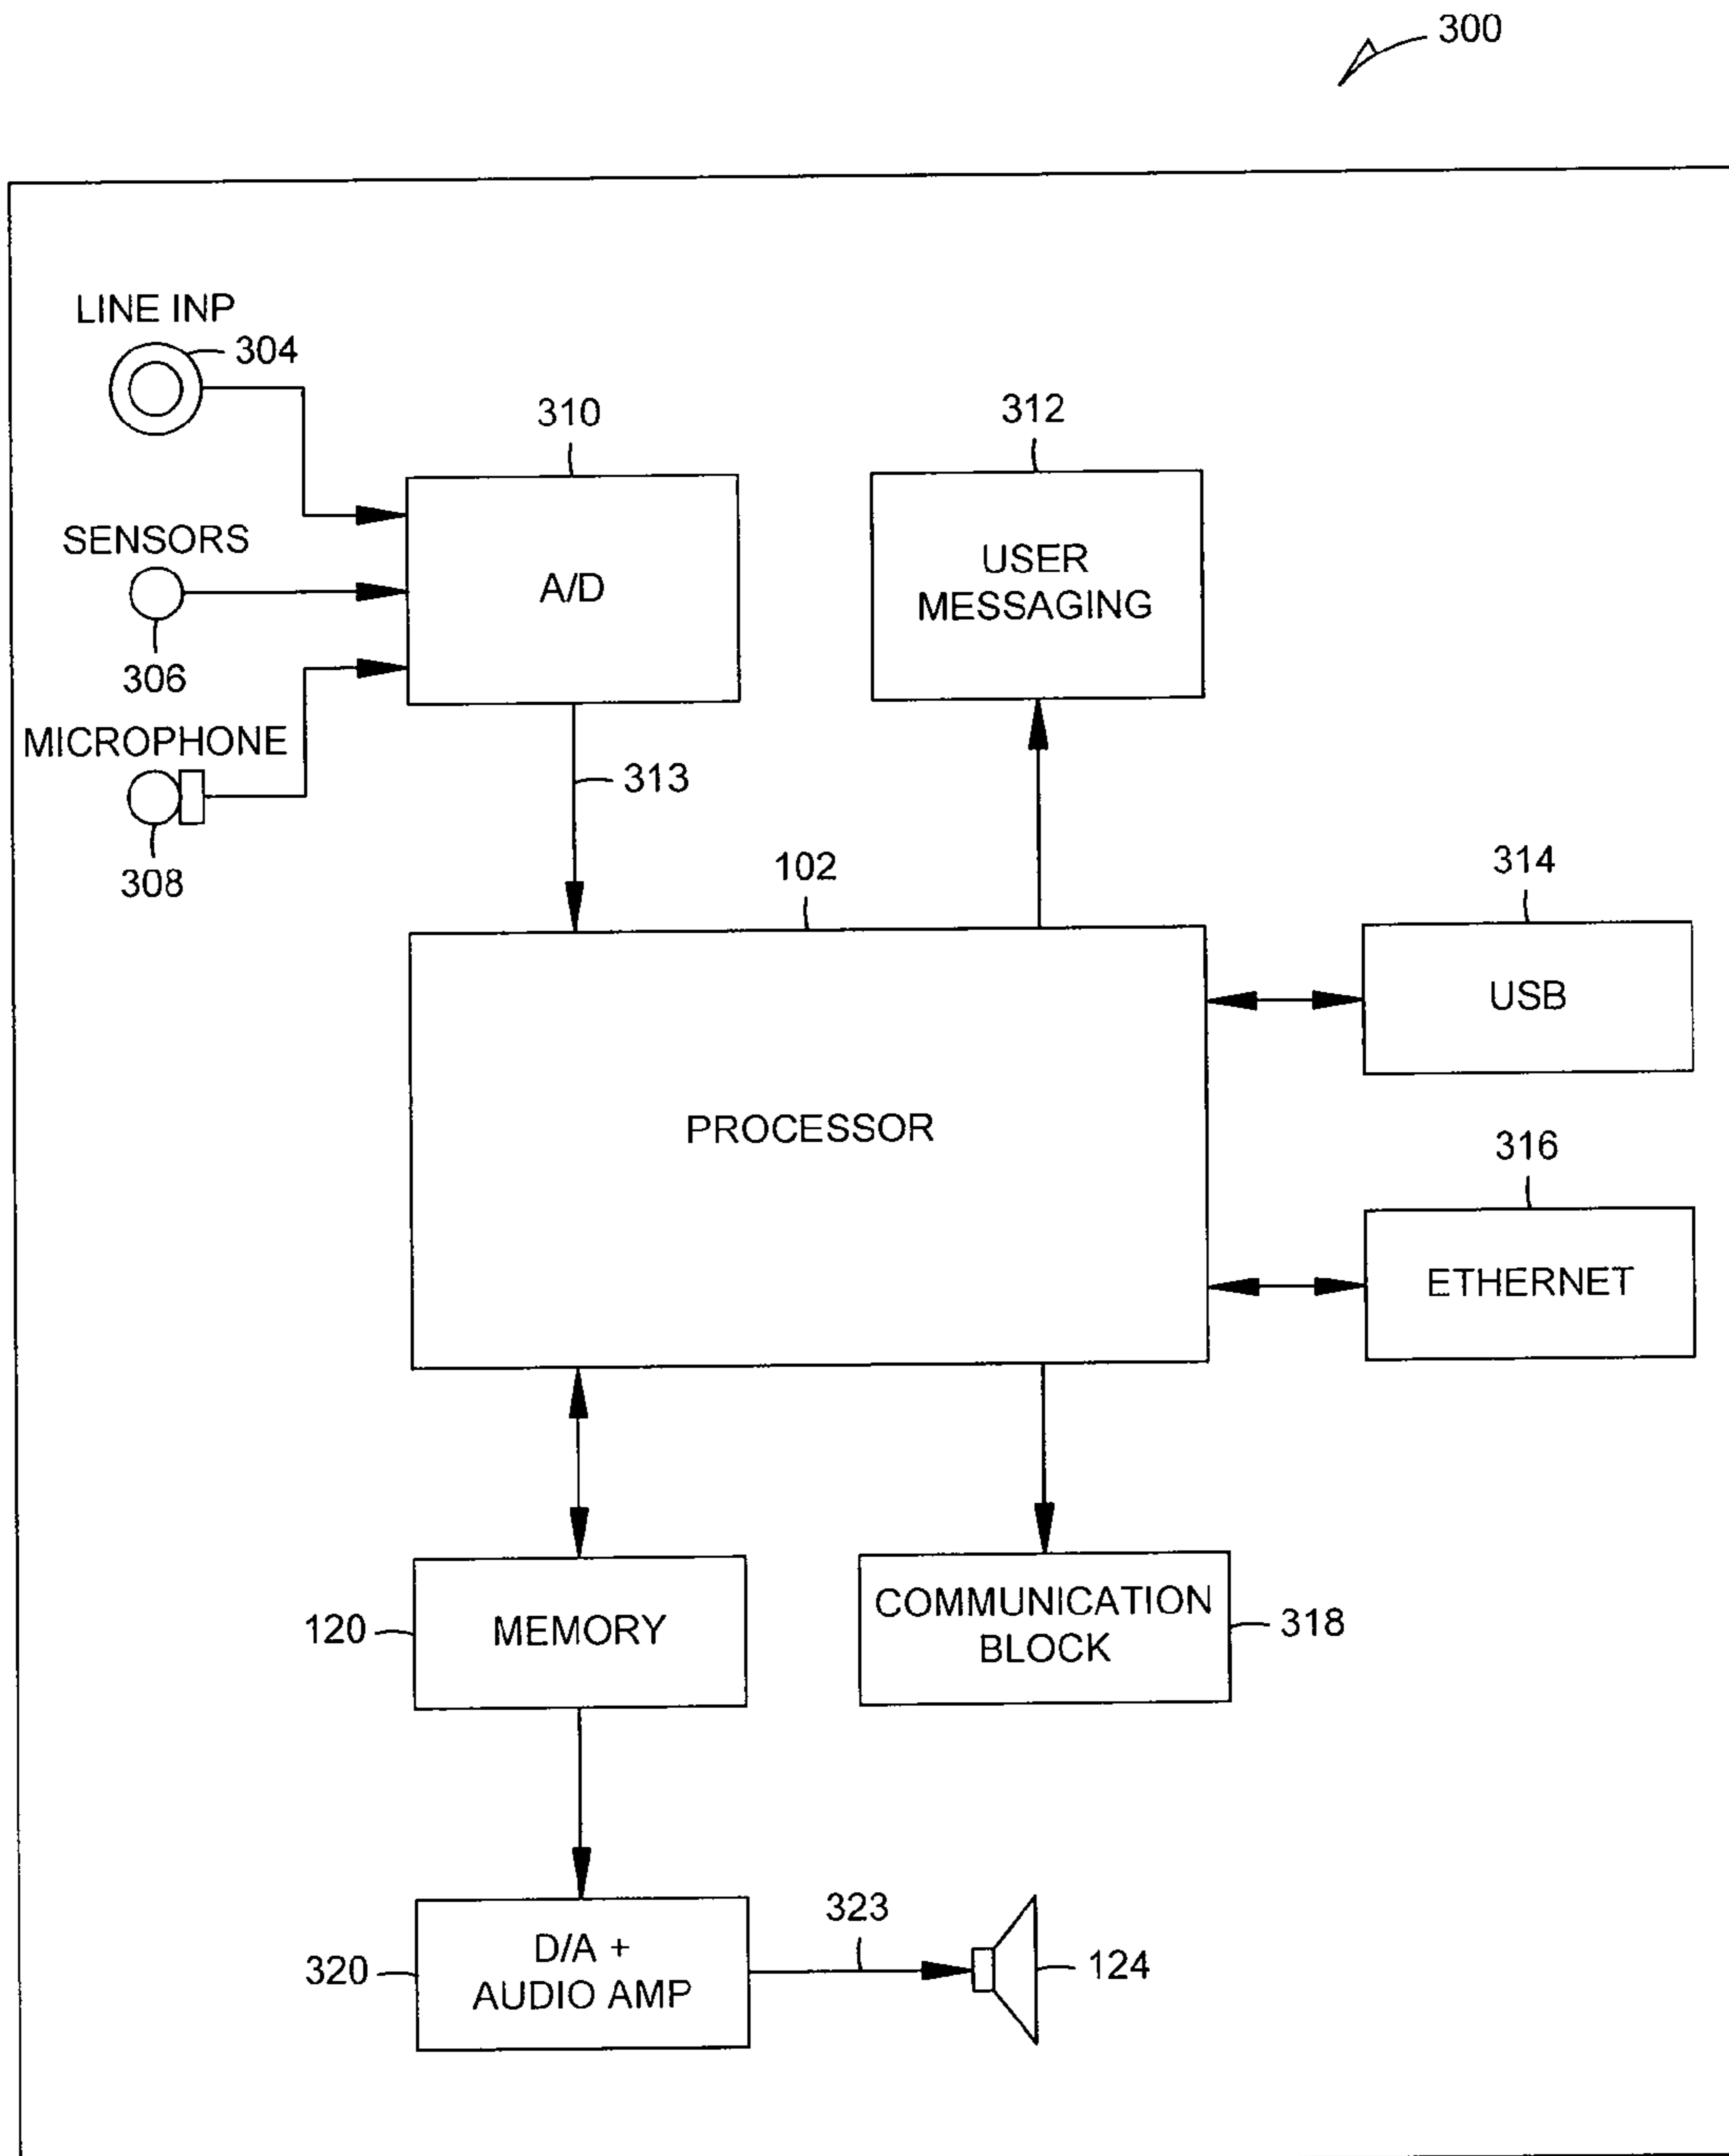 300
LINE INP
304
310
312
SENSORS
A/D
USER
MESSAGING
306
MICROPHONE
313
308
102
314
USB
PROCESSOR
316
ETHERNET
120
MEMORY
COMMUNICATION
BLOCK
318
323
320
D/A +
AUDIO AMP
124